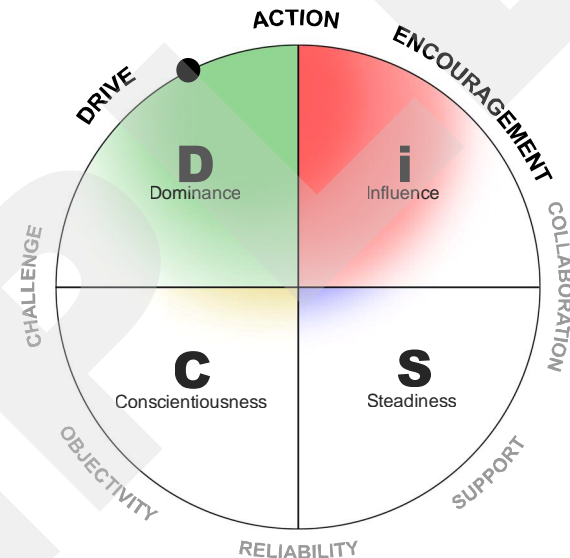 ACTION
DRIVE
ENCOURAGEMENT
D
Dominance
i
Influence
CHALLENGE
COLLABORATION
C
Conscientiousness
S
Steadiness
OBJECTIVITY
SUPPORT
RELIABILITY